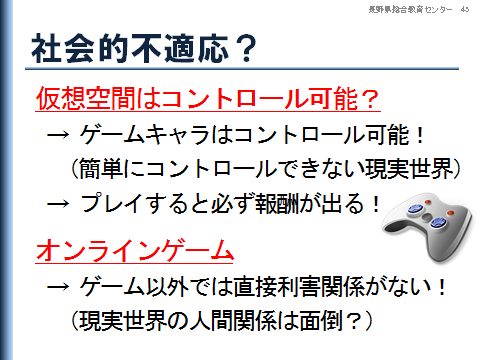 長野県総合教育センター 45
社会的不適応？
仮想空間はコントロール可能？
→ ゲームキャラはコントロール可能！
（簡単にコントロールできない現実世界）
→ プレイすると必ず報酬が出る！
オンラインゲーム
→ ゲーム以外では直接利害関係がない！
（現実世界の人間関係は面倒？）